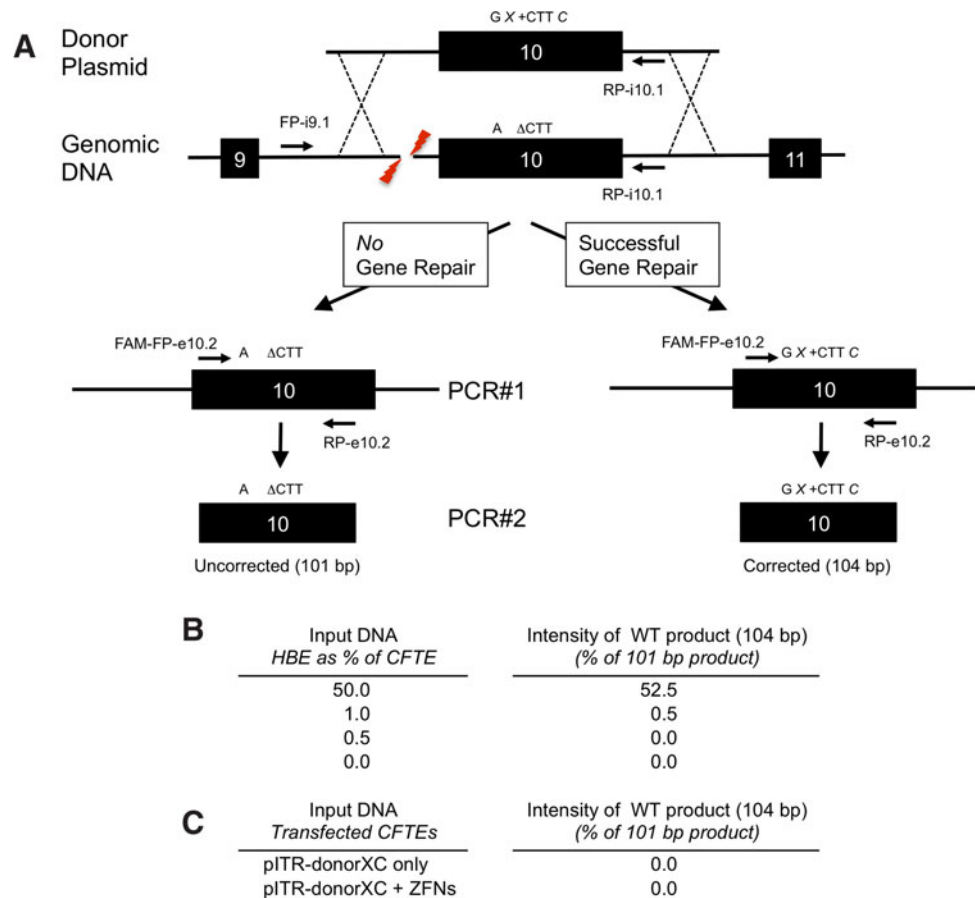 A
Donor
Plasmid
G X +CTT C
10
RP-i10.1
Genomic
DNA
FP-i9.1
9
A ΔCTT
10
11
RP-i10.1
No
Gene Repair
Successful
Gene Repair
FAM-FP-e10.2
A ΔCTT
10
RP-e10.2
PCR#1
FAM-FP-e10.2
G X +CTT C
10
RP-e10.2
A ΔCTT
10
Uncorrected (101 bp)
PCR#2
G X +CTT C
10
Corrected (104 bp)
B
Input DNA
HBE as % of CFTE
Intensity of WT product (104 bp)
(% of 101 bp product)
50.0 52.5
1.0 0.5
0.5 0.0
0.0 0.0
C
Input DNA
Transfected CFTEs
Intensity of WT product (104 bp)
(% of 101 bp product)
pITR-donorXC only 0.0
pITR-donorXC + ZFNs 0.0